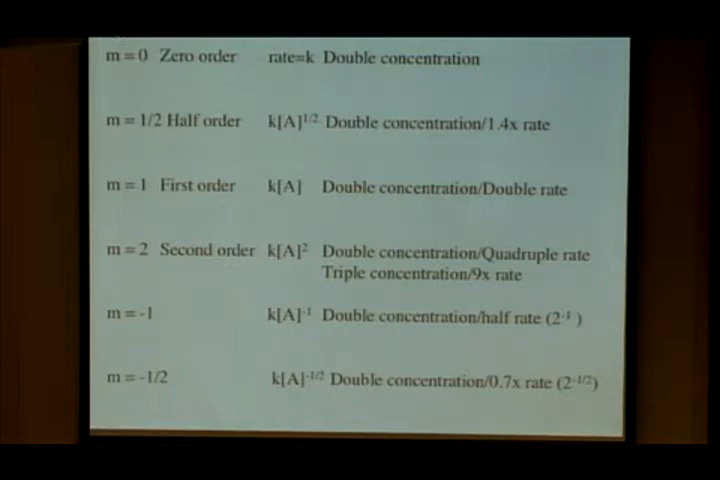 m = 0 Zero order rate=k Double concentration
m = 1/2 Half order k[A]^1/2 Double concentration/1.4x rate
m = 1 First order k[A] Double concentration/Double rate
m = 2 Second order k[A]^2 Double concentration/Quadruple rate
Triple concentration/9x rate
m = -1 k[A]^-1 Double concentration/half rate (2^-1)
m = -1/2 k[A]^-1/2 Double concentration/0.7x rate (2^-1/2)